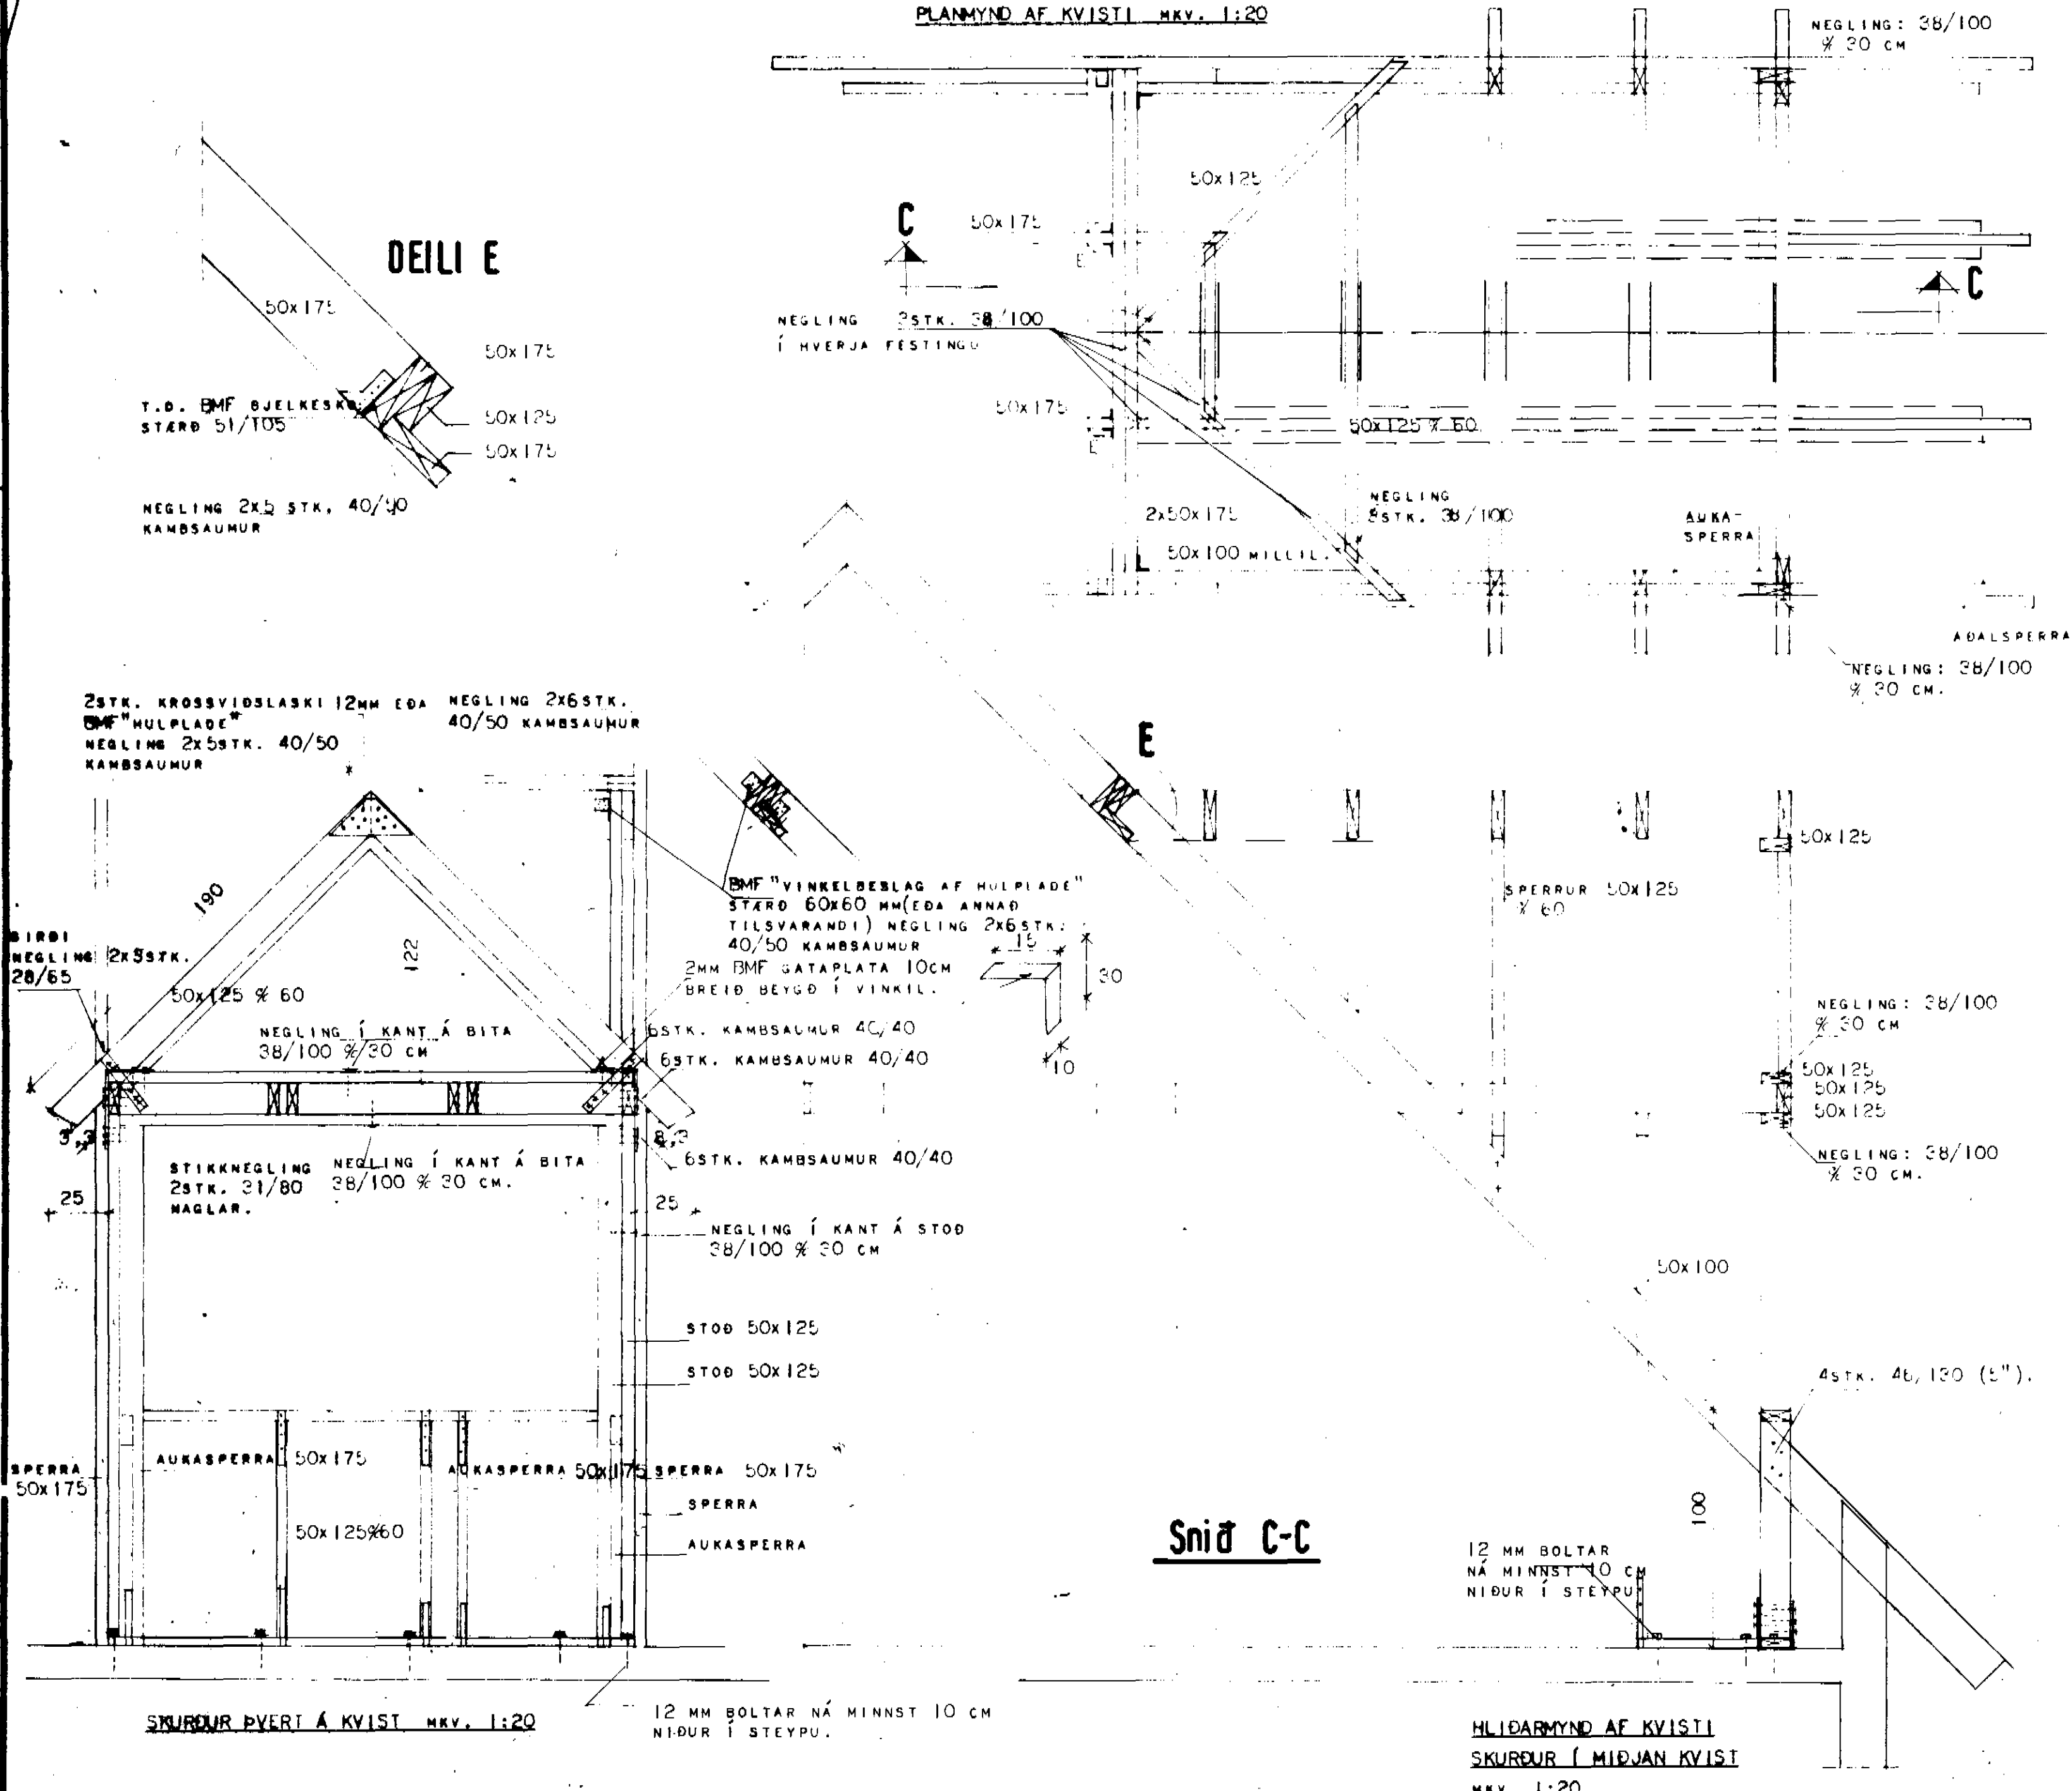 PLANMYND AF KVISTI MKV. 1:20
NEGLING: 38/100
% 30 CM
50x125
50x175
C
E
DEILI E
50x175
50x175
T.D. BMF BJELKESKO
STÆRÐ 51/105
50x125
50x175
NEGLING 2x5 STK. 40/90
KAMBSAUMUR
NEGLING 3STK. 38/100
Í HVERJA FESTINGU
C
50x175
E
50x125 % 60
NEGLING
3STK. 38/100
2x50x175
50x100 MILLIL.
AUKA-
SPERRA
AÐALSPERRA
NEGLING: 38/100
% 30 CM.
2STK. KROSSVIÐSLASKI 12MM EÐA
BMF "HULPLADE"
NEGLING 2x5STK. 40/50
KAMBSAUMUR
NEGLING 2x6STK.
40/50 KAMBSAUMUR
E
190
122
BMF "VINKELBESLAG AF HULPLADE"
STÆRÐ 60x60 MM(EÐA ANNAÐ
TILSVARANDI) NEGLING 2x6STK.
40/50 KAMBSAUMUR
2MM BMF GATAPLATA 10CM
BREIÐ BEYGÐ Í VINKIL.
15
30
10
50x125
SPERRUR 50x125
% 60
GIRÐI
NEGLING 2x5STK.
28/65
50x125 % 60
NEGLING Í KANT Á BITA
38/100 % 30 CM
6STK. KAMBSAUMUR 40/40
6STK. KAMBSAUMUR 40/40
NEGLING: 38/100
% 30 CM
50x125
50x125
50x125
NEGLING: 38/100
% 30 CM.
3,3
8,3
6STK. KAMBSAUMUR 40/40
STIKKNEGLING
2STK. 31/80
NAGLAR.
NEGLING Í KANT Á BITA
38/100 % 30 CM.
25
25
NEGLING Í KANT Á STOÐ
38/100 % 30 CM
50x100
STOÐ 50x125
STOÐ 50x125
4STK. 46/130 (5").
SPERRA
50x175
AUKASPERRA 50x175
AUKASPERRA 50x175
SPERRA 50x175
SPERRA
AUKASPERRA
50x125%60
Snið C-C
100
12 MM BOLTAR
NÁ MINNST 10 CM
NIÐUR Í STEYPU
SKURÐUR ÞVERT Á KVIST MKV. 1:20
12 MM BOLTAR NÁ MINNST 10 CM
NIÐUR Í STEYPU.
HLIÐARMYND AF KVISTI
SKURÐUR Í MIÐJAN KVIST
MKV. 1:20